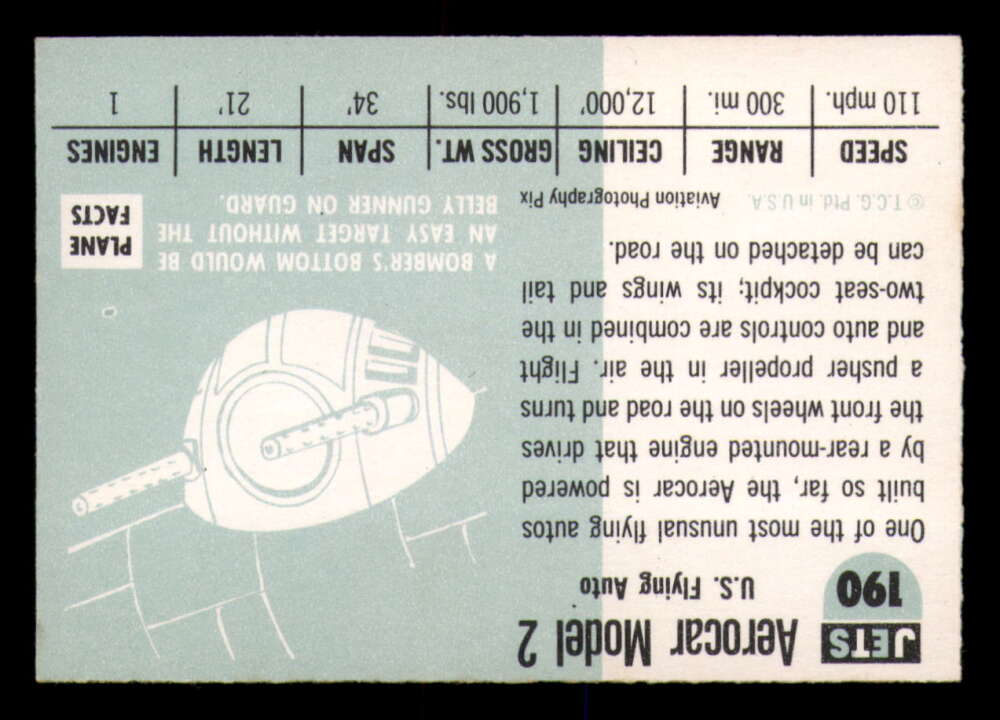 JETS
190
Aerocar Model 2
U.S. Flying Auto
One of the most unusual flying autos
built so far, the Aerocar is powered
by a rear-mounted engine that drives
the front wheels on the road and turns
a pusher propeller in the air. Flight
and auto controls are combined in the
two-seat cockpit; its wings and tail
can be detached on the road.
© T.C.G. Ptd. in U.S.A. Aviation Photography Pix
PLANE
FACTS
A BOMBER'S BOTTOM WOULD BE
AN EASY TARGET WITHOUT THE
BELLY GUNNER ON GUARD.
SPEED RANGE CEILING GROSS WT. SPAN LENGTH ENGINES
110 mph. 300 mi. 12,000' 1,900 lbs. 34' 21' 1